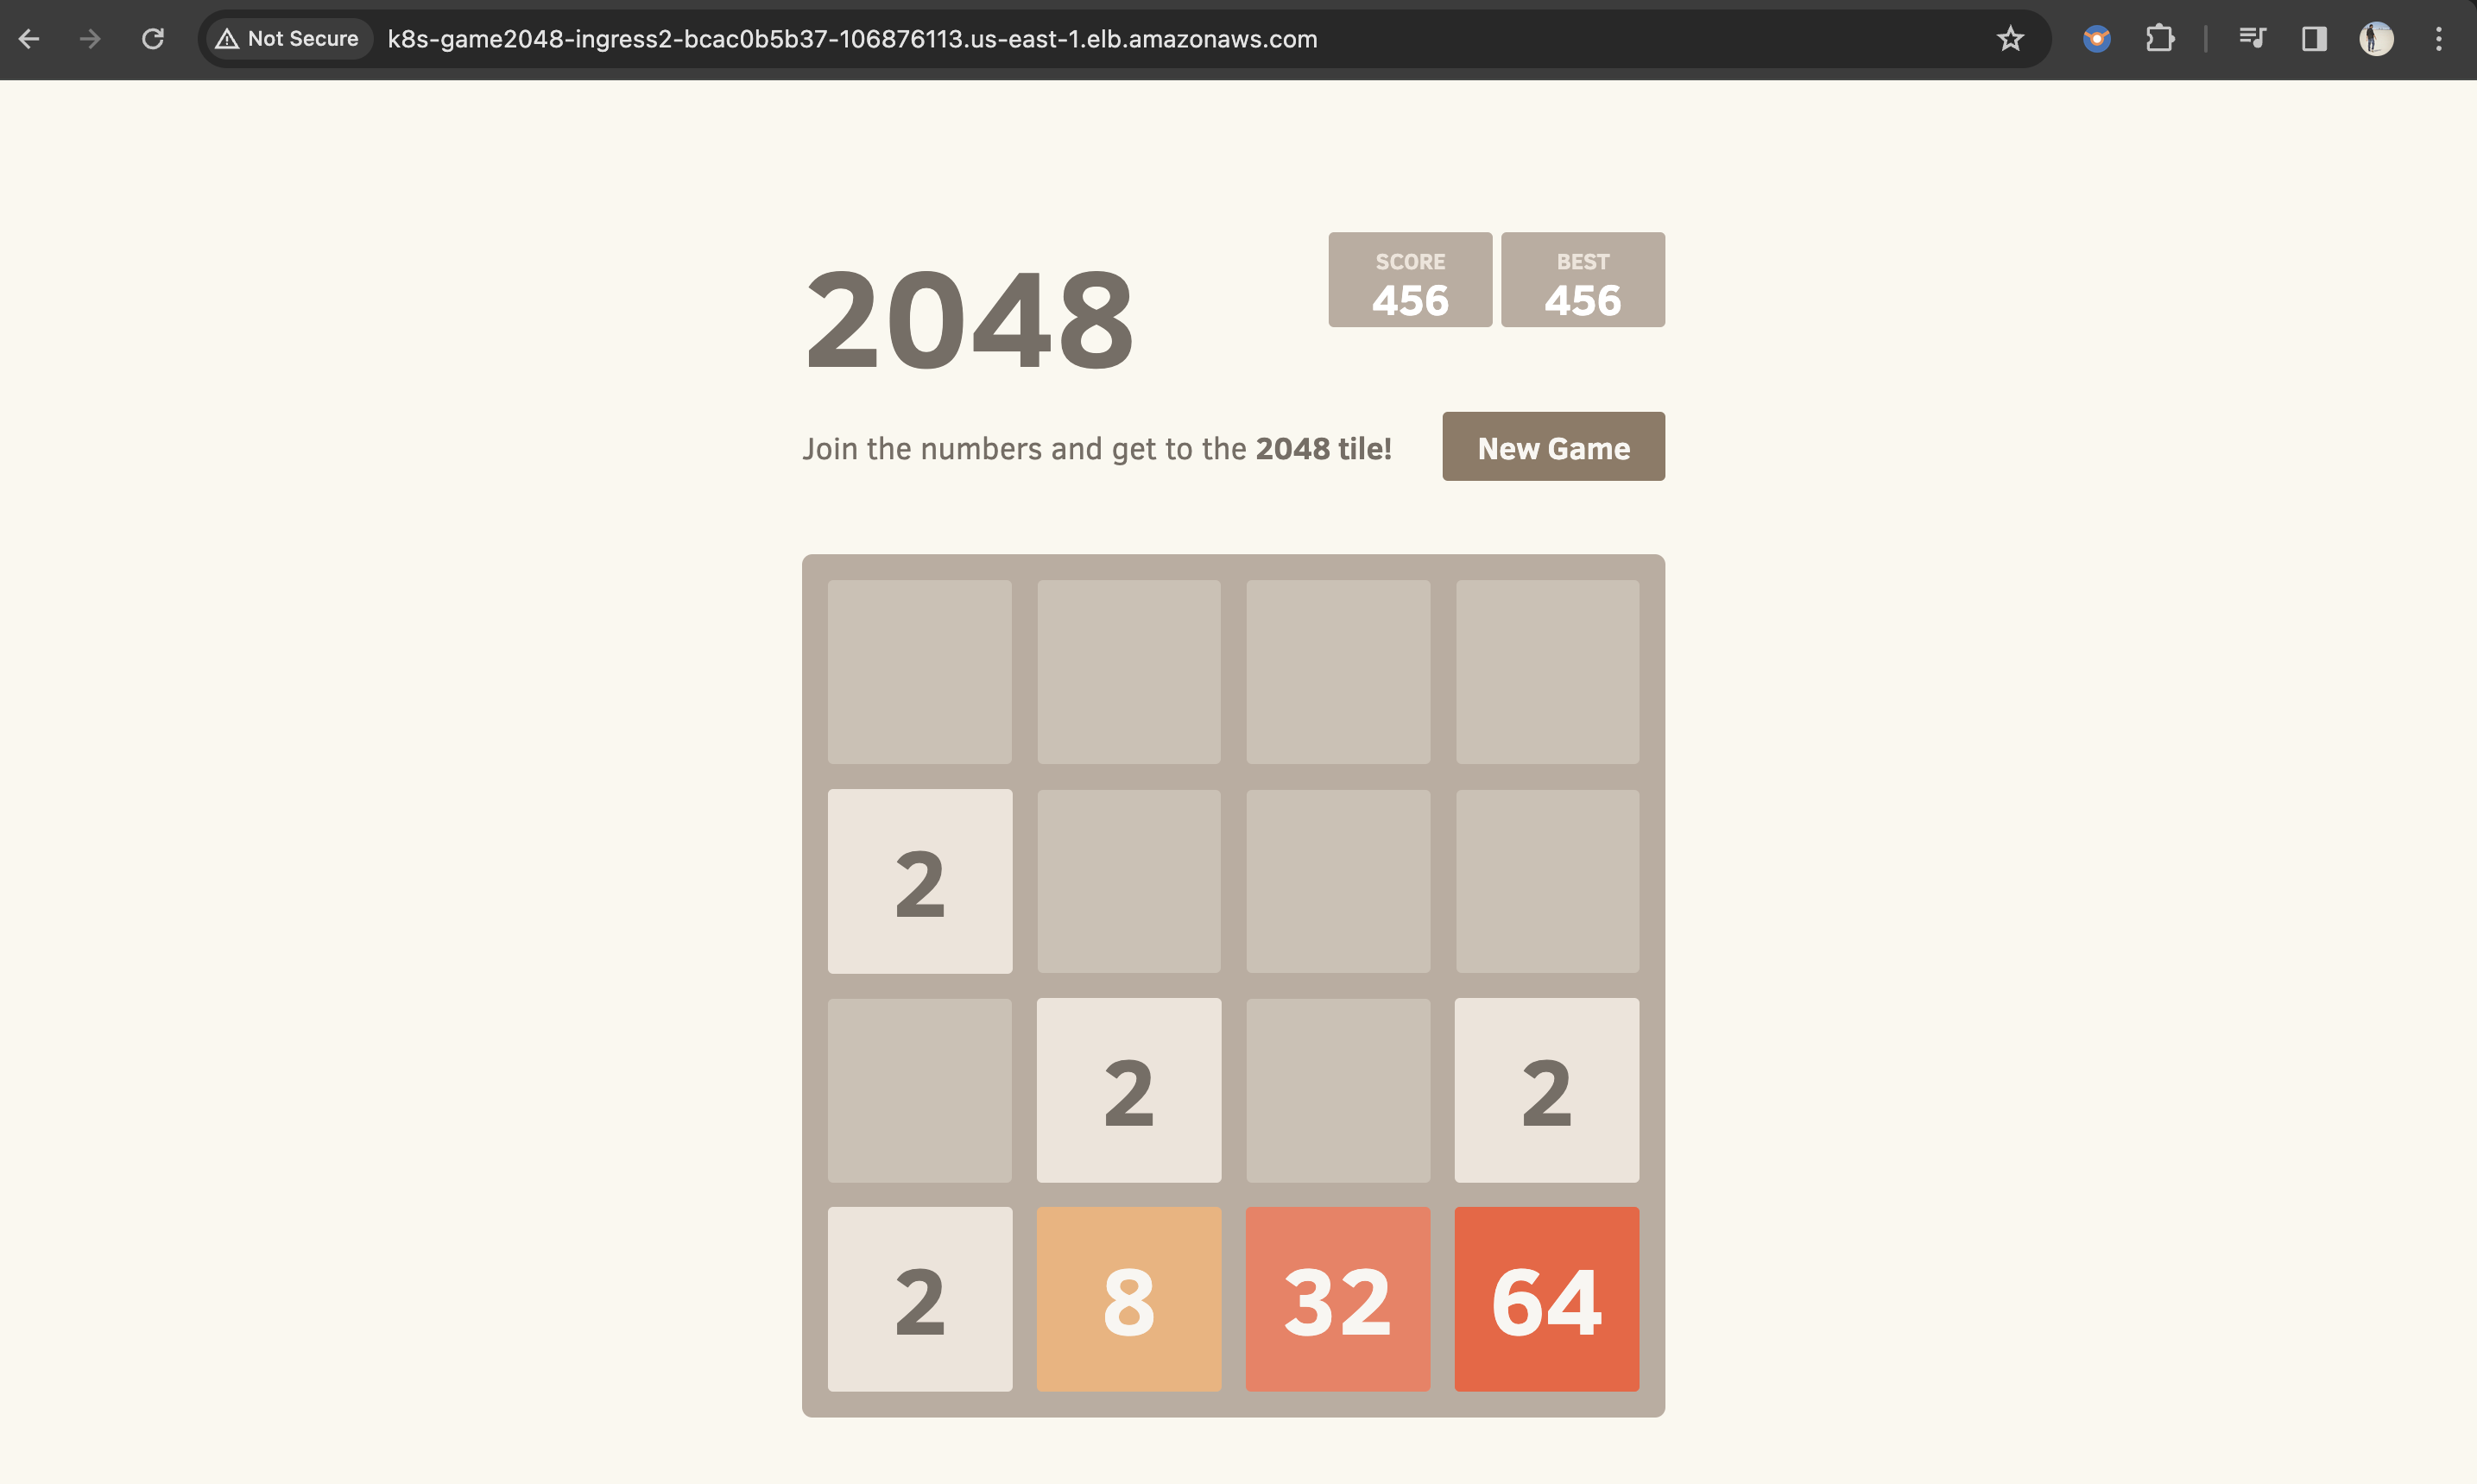 Not Secure k8s-game2048-ingress2-bcac0b5b37-106876113.us-east-1.elb.amazonaws.com
2048
SCORE BEST
456 456
Join the numbers and get to the 2048 tile!
New Game
2
2 2
2 8 32 64